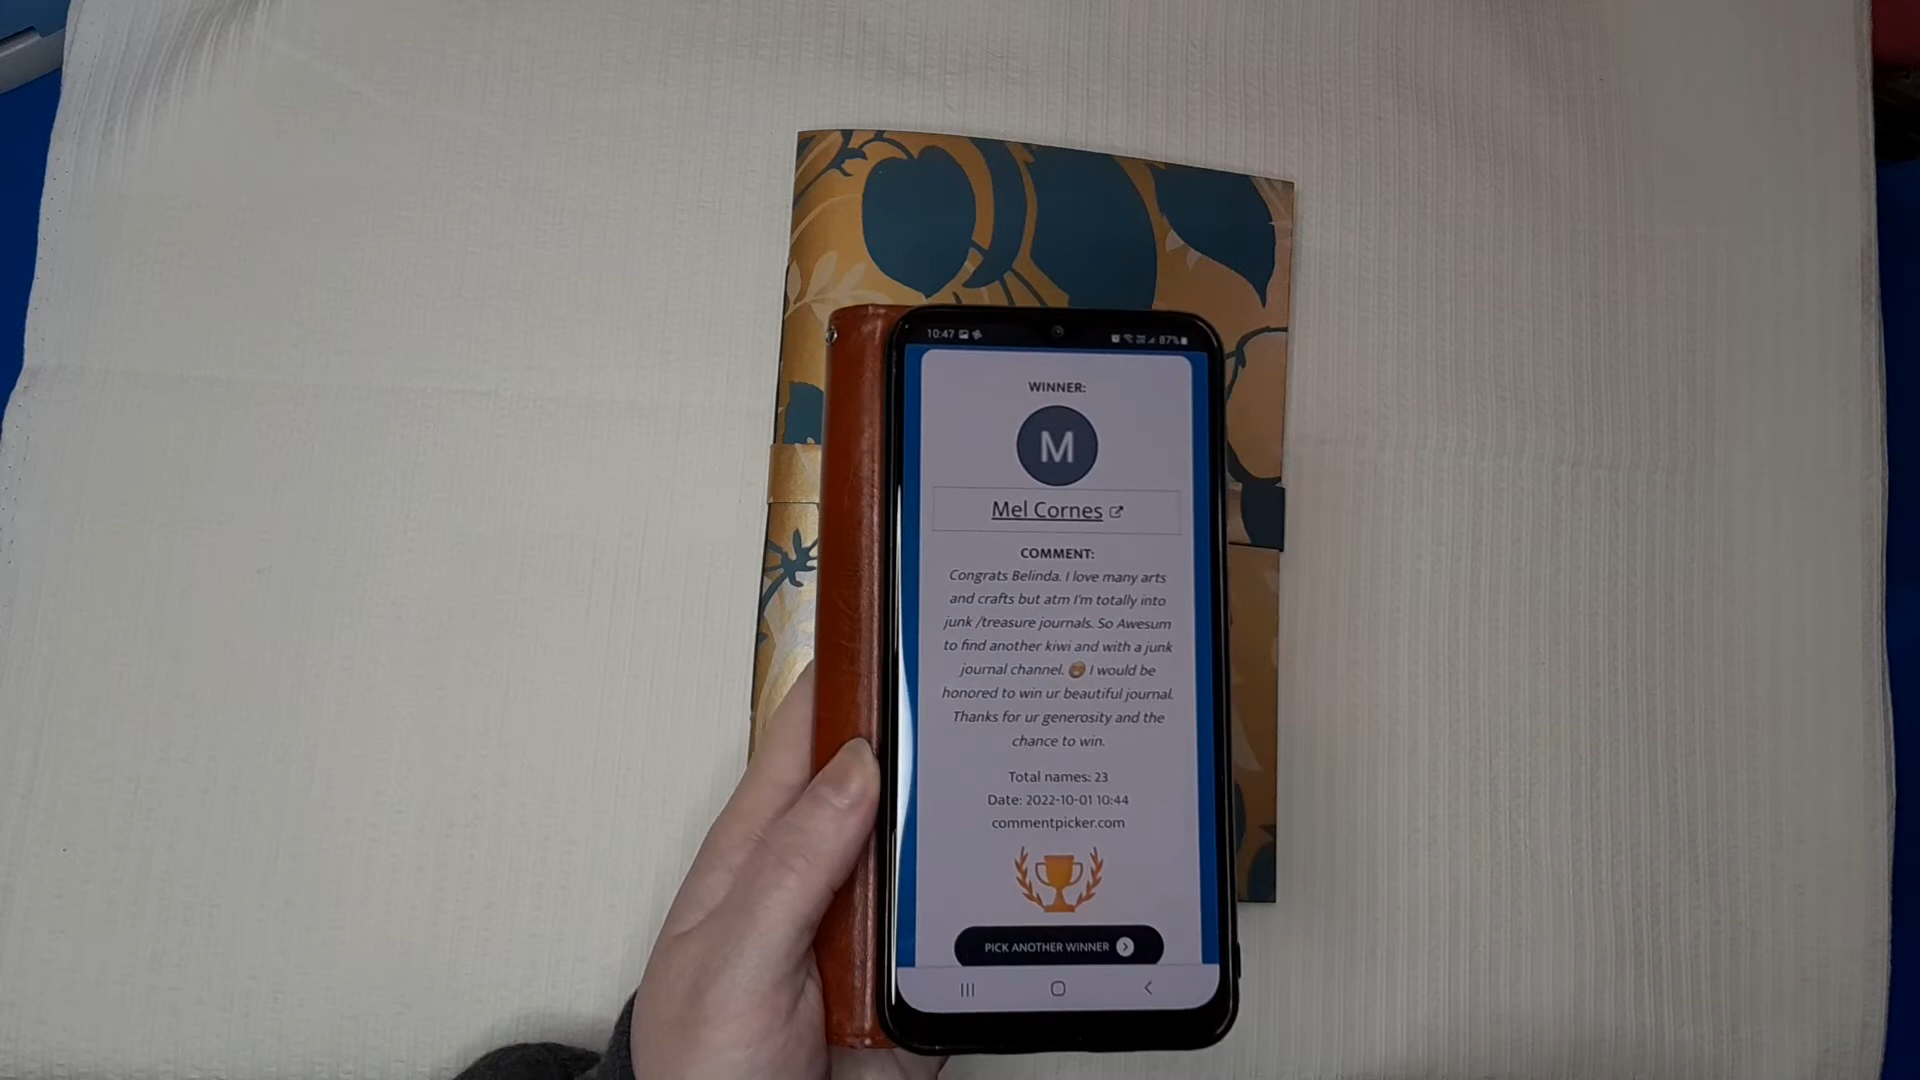 10:47 87%
WINNER:
M
Mel Cornes
COMMENT:
Congrats Belinda. I love many arts
and crafts but atm I'm totally into
junk /treasure journals. So Awesum
to find another kiwi and with a junk
journal channel. 😁 I would be
honored to win ur beautiful journal.
Thanks for ur generosity and the
chance to win.
Total names: 23
Date: 2022-10-01 10:44
commentpicker.com
PICK ANOTHER WINNER